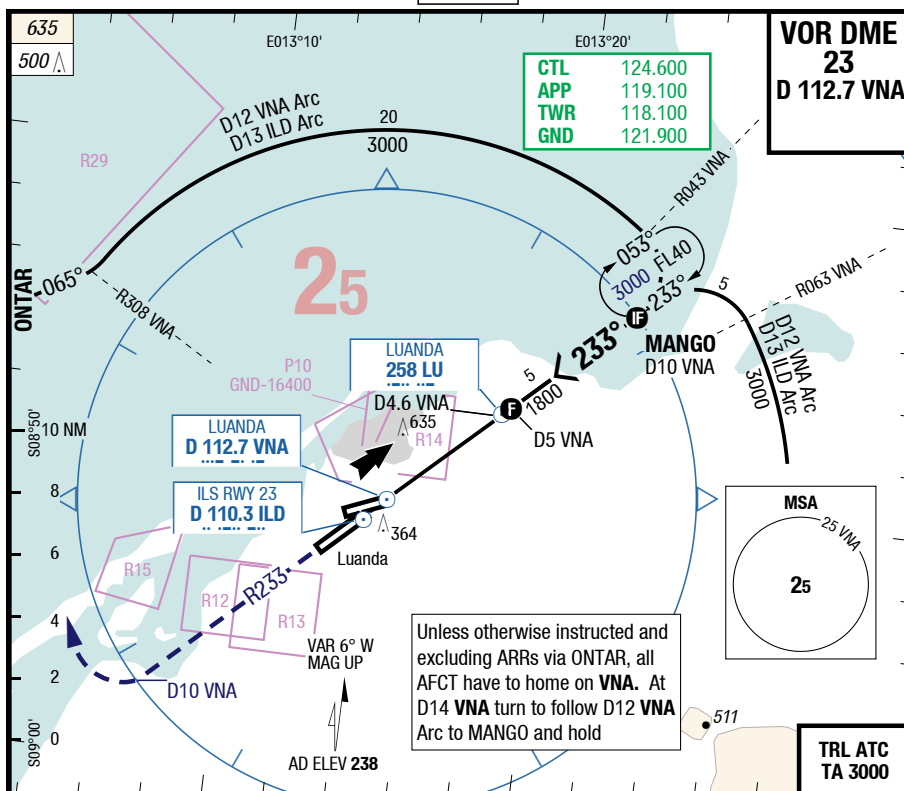 635
500
E013°10'
E013°20'
VOR DME
23
D 112.7 VNA
CTL 124.600
APP 119.100
TWR 118.100
GND 121.900
D12 VNA Arc
D13 ILD Arc
20
3000
R29
R043 VNA
ONTAR
065°
R308 VNA
25
053°
3000 FL40
233°
5
R063 VNA
IF
MANGO
D10 VNA
233°
D12 VNA Arc
D13 ILD Arc
3000
P10
GND-16400
LUANDA
258 LU
5
1800
D4.6 VNA
635
R14
F
D5 VNA
S08°50'
10 NM
LUANDA
D 112.7 VNA
8
ILS RWY 23
D 110.3 ILD
364
Luanda
MSA
25 VNA
25
6
R15
R12
R13
R233
4
VAR 6° W
MAG UP
Unless otherwise instructed and
excluding ARRs via ONTAR, all
AFCT have to home on VNA. At
D14 VNA turn to follow D12 VNA
Arc to MANGO and hold
2
D10 VNA
511
S09°00'
0
AD ELEV 238
TRL ATC
TA 3000